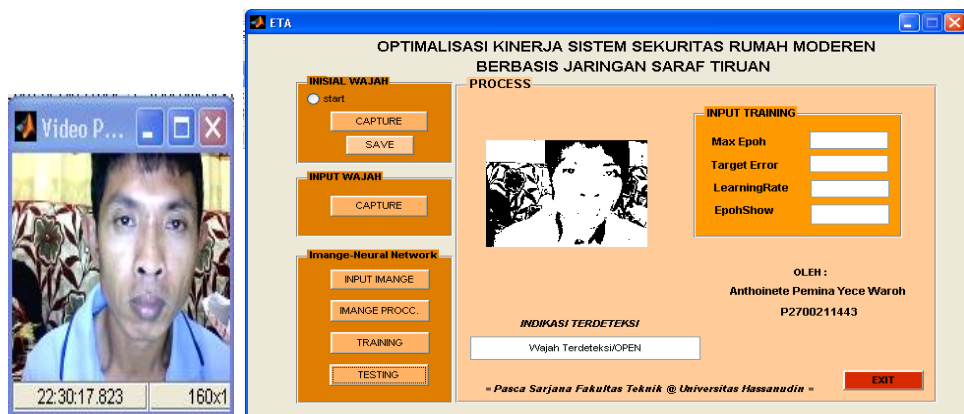 Video P...
22:30:17.823
160x1
ETA
OPTIMALISASI KINERJA SISTEM SEKURITAS RUMAH MODEREN
BERBASIS JARINGAN SARAF TIRUAN
INISIAL WAJAH
start
CAPTURE
SAVE
INPUT WAJAH
CAPTURE
Imange-Neural Network
INPUT IMANGE
IMANGE PROCC.
TRAINING
TESTING
PROCESS
INPUT TRAINING
Max Epoh
Target Error
LearningRate
EpohShow
OLEH :
Anthoinete Pemina Yece Waroh
P2700211443
INDIKASI TERDETEKSI
Wajah Terdeteksi/OPEN
= Pasca Sarjana Fakultas Teknik @ Universitas Hassanudin =
EXIT